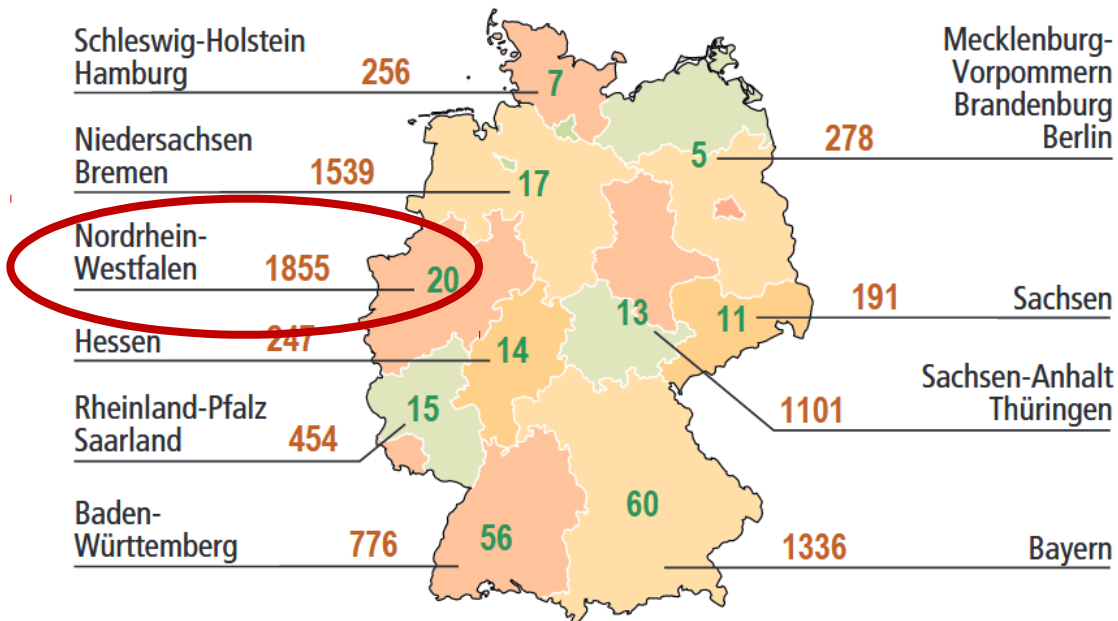 Schleswig-Holstein
Hamburg
256
7
Mecklenburg-
Vorpommern
Brandenburg
Berlin
278
5
Niedersachsen
Bremen
1539
17
Nordrhein-
Westfalen
1855
20
191
Sachsen
11
Hessen
247
14
13
Sachsen-Anhalt
Thüringen
1101
Rheinland-Pfalz
Saarland
454
15
Baden-
Württemberg
776
56
60
1336
Bayern